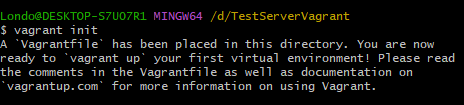 Londo@DESKTOP-S7UO7R1 MINGW64 /d/TestServerVagrant
$ vagrant init
A `Vagrantfile` has been placed in this directory. You are now
ready to `vagrant up` your first virtual environment! Please read
the comments in the Vagrantfile as well as documentation on
`vagrantup.com` for more information on using Vagrant.